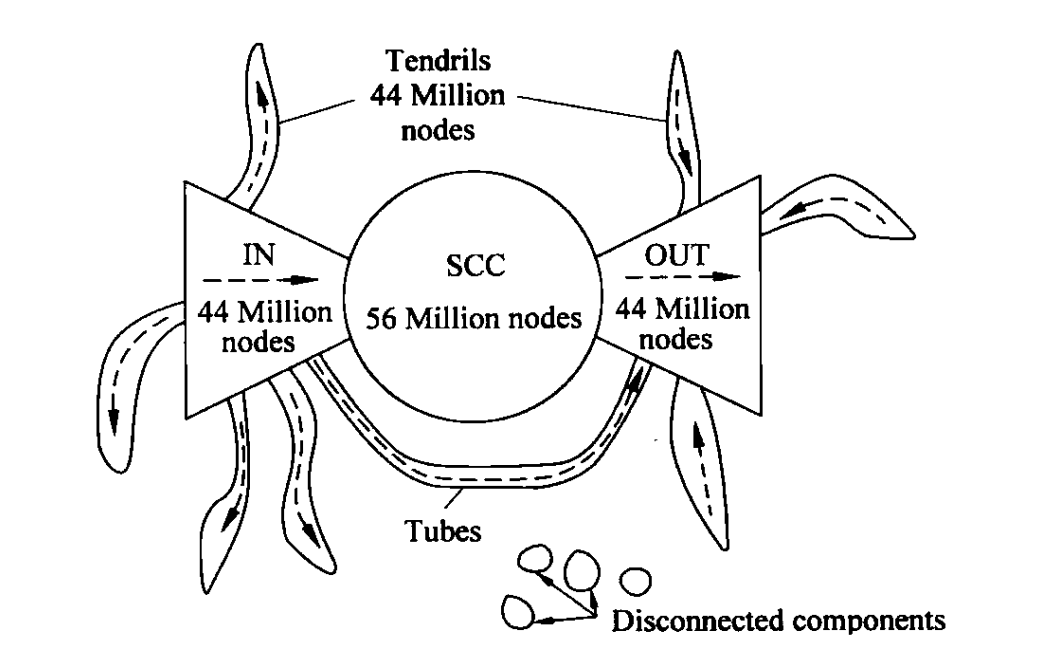 Tendrils
44 Million
nodes
IN
44 Million
nodes
SCC
56 Million nodes
OUT
44 Million
nodes
Tubes
Disconnected components